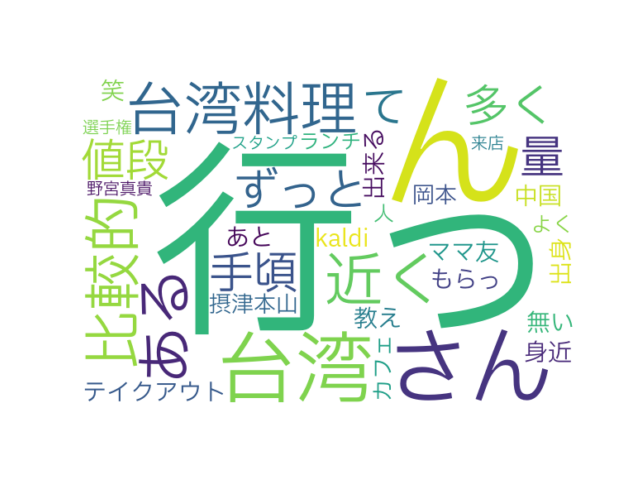 笑
台湾料理
て
多く
選手権
値段
行っ
ん
スタンプ
ランチ
出来る
来店
量
野宮真貴
ずっと
岡本
中国
比較的
人
よく
あと
kaldi
ママ友
ある
手頃
近く
もらっ
出身
摂津本山
教え
無い
台湾
カフェ
さん
身近
テイクアウト